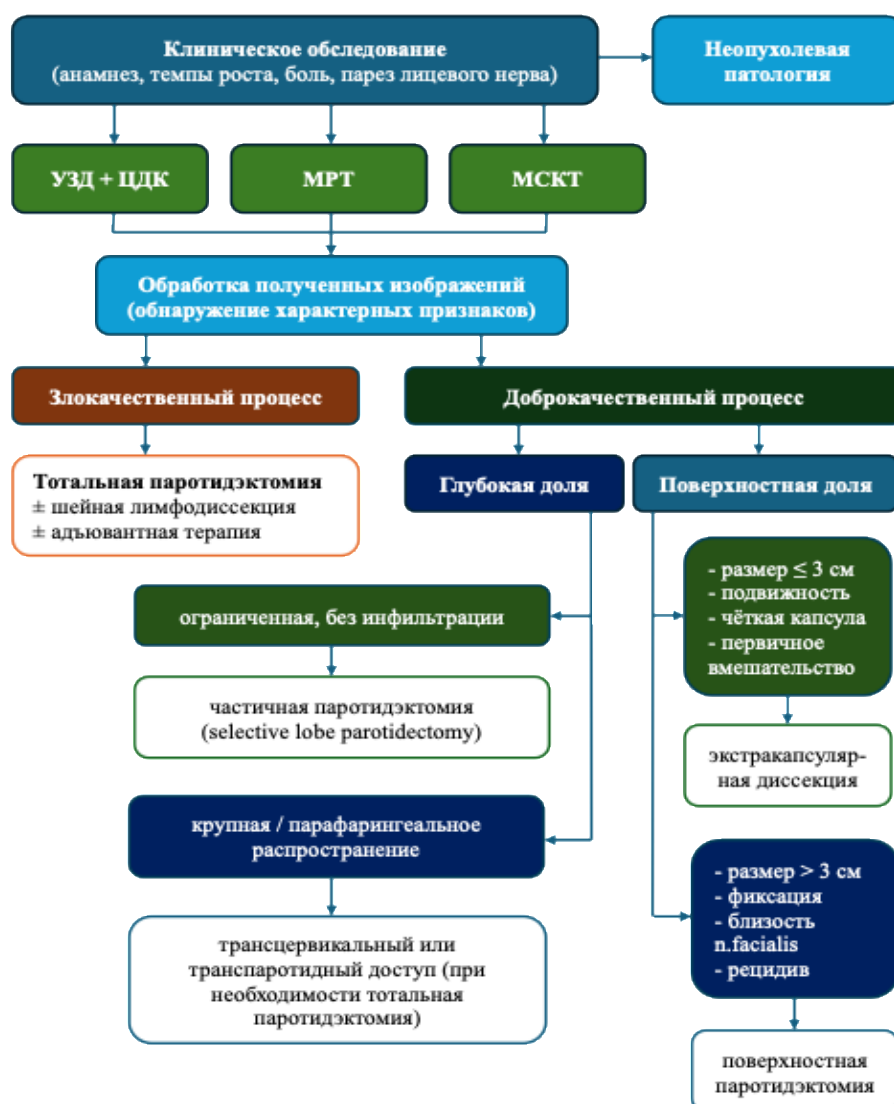 Клиническое обследование
(анамнез, темпы роста, боль, парез лицевого нерва)
Неопухолевая
патология
УЗД + ЦДК
МРТ
МСКТ
Обработка полученных изображений
(обнаружение характерных признаков)
Злокачественный процесс
Доброкачественный процесс
Тотальная паротидэктомия
± шейная лимфодиссекция
± адъювантная терапия
Глубокая доля
Поверхностная доля
- размер ≤ 3 см
- подвижность
- чёткая капсула
- первичное
вмешательство
ограниченная, без инфильтрации
частичная паротидэктомия
(selective lobe parotidectomy)
экстракапсуляр-
ная диссекция
крупная / парафарингеальное
распространение
- размер > 3 см
- фиксация
- близость
n.facialis
- рецидив
трансцервикальный или
транспаротидный доступ (при
необходимости тотальная
паротидэктомия)
поверхностная
паротидэктомия